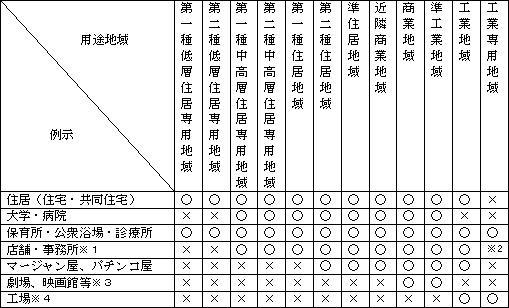 用途地域
例示
第一種低層住居専用地域
第二種低層住居専用地域
第一種中高層住居専用地域
第二種中高層住居専用地域
第一種住居地域
第二種住居地域
準住居地域
近隣商業地域
商業地域
準工業地域
工業地域
工業専用地域
住居（住宅・共同住宅） ○ ○ ○ ○ ○ ○ ○ ○ ○ ○ ○ ×
大学・病院 × × ○ ○ ○ ○ ○ ○ ○ ○ × ×
保育所・公衆浴場・診療所 ○ ○ ○ ○ ○ ○ ○ ○ ○ ○ ○ ○
店舗・事務所※１ × × ○ ○ ○ ○ ○ ○ ○ ○ ○ ※2
マージャン屋、パチンコ屋 × × × × × ○ ○ ○ ○ ○ ○ ×
劇場、映画館等※３ × × × × × × × × ○ ○ × ×
工場※４ × × × × × × × × × × ○ ○